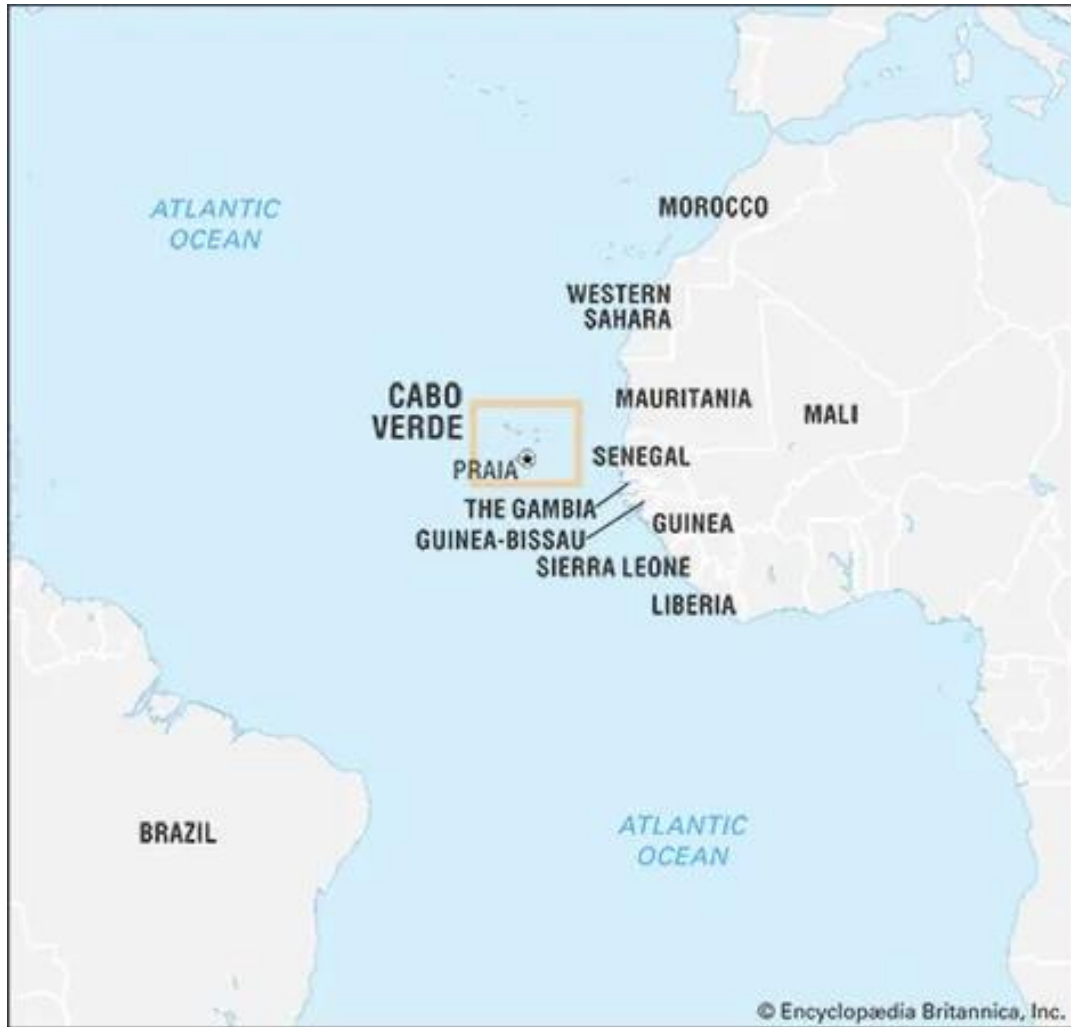 ATLANTIC
OCEAN
MOROCCO
WESTERN
SAHARA
CABO
VERDE
MAURITANIA
MALI
PRAIA
SENEGAL
THE GAMBIA
GUINEA-BISSAU
GUINEA
SIERRA LEONE
LIBERIA
BRAZIL
ATLANTIC
OCEAN
© Encyclopædia Britannica, Inc.